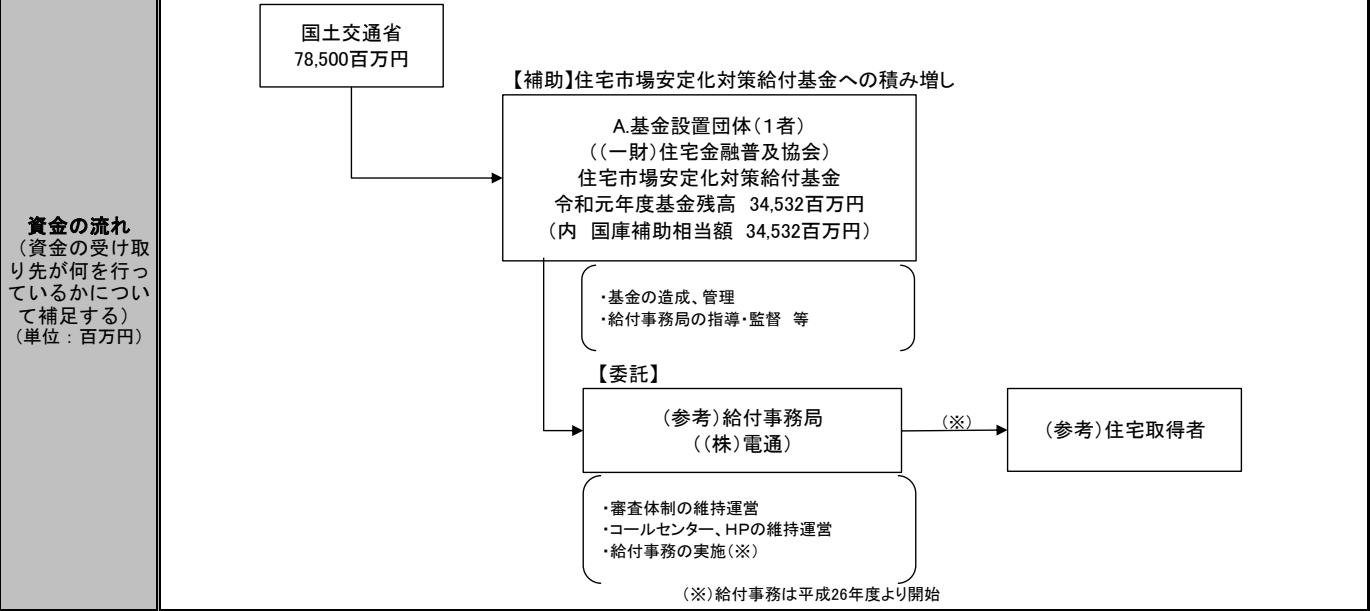 資金の流れ
（資金の受け取
り先が何を行っ
ているかについ
て補足する）
（単位：百万円）
国土交通省
78,500百万円
【補助】住宅市場安定化対策給付基金への積み増し
A.基金設置団体（１者）
（（一財）住宅金融普及協会）
住宅市場安定化対策給付基金
令和元年度基金残高 34,532百万円
（内 国庫補助相当額 34,532百万円）
・基金の造成、管理
・給付事務局の指導・監督 等
【委託】
（参考）給付事務局
（（株）電通）
（※）
（参考）住宅取得者
・審査体制の維持運営
・コールセンター、ＨＰの維持運営
・給付事務の実施（※）
（※）給付事務は平成26年度より開始